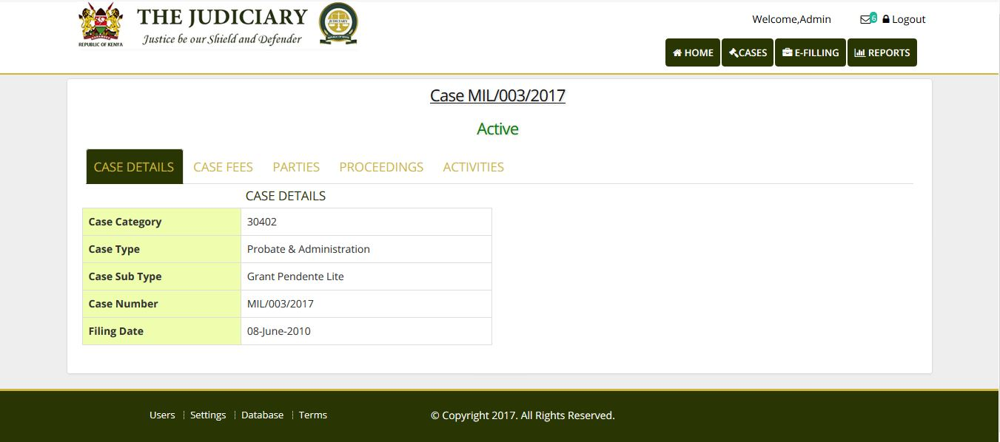 THE JUDICIARY
Justice be our Shield and Defender
REPUBLIC OF KENYA
Welcome,Admin 6 Logout
HOME CASES E-FILLING REPORTS
Case MIL/003/2017
Active
CASE DETAILS CASE FEES PARTIES PROCEEDINGS ACTIVITIES
CASE DETAILS
Case Category 30402
Case Type Probate & Administration
Case Sub Type Grant Pendente Lite
Case Number MIL/003/2017
Filing Date 08-June-2010
Users Settings Database Terms © Copyright 2017. All Rights Reserved.